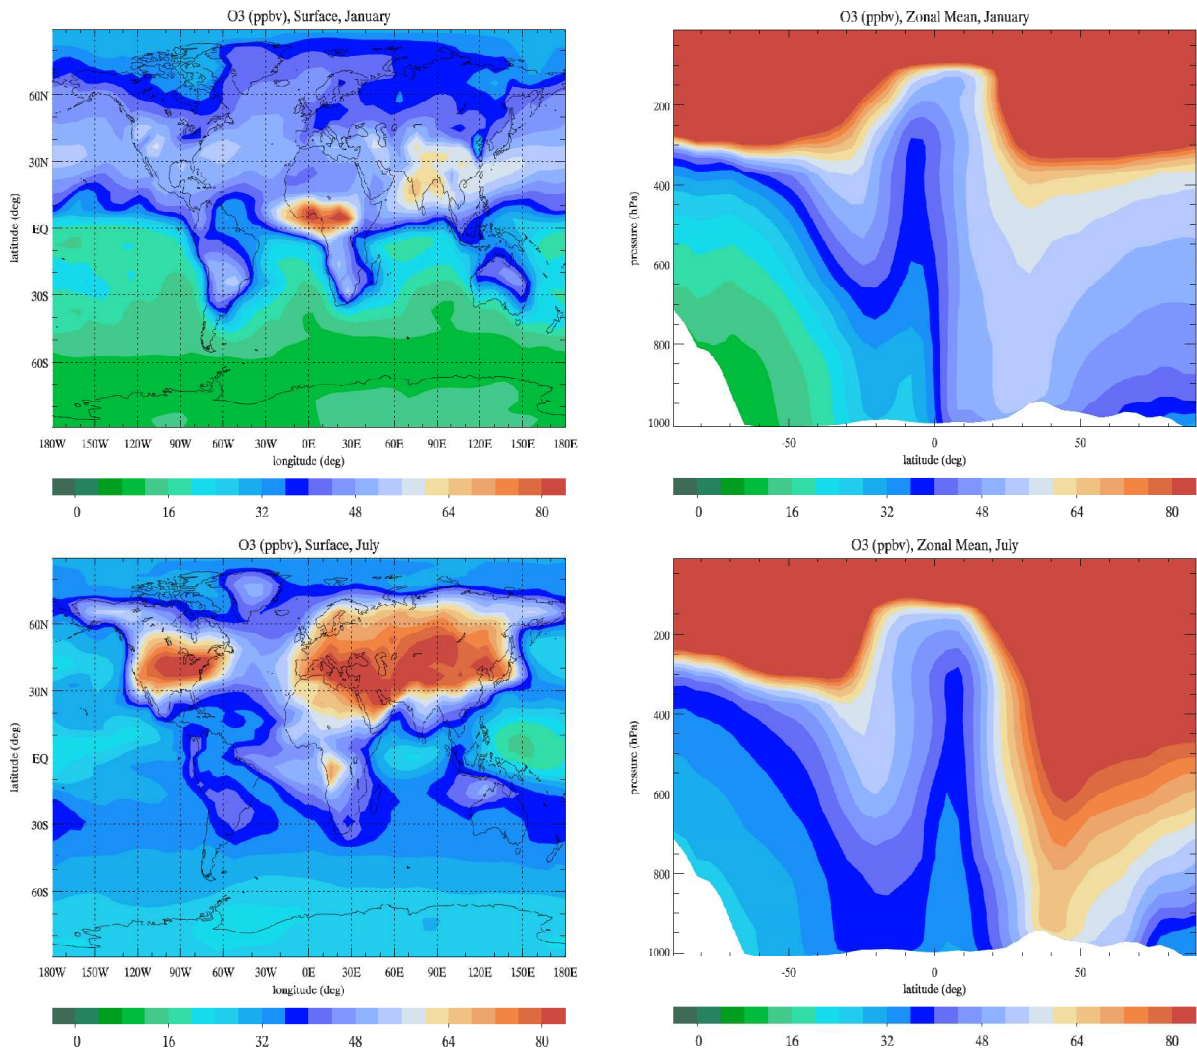 O3 (ppbv), Surface, January
latitude (deg)
60N
30N
EQ
30S
60S
180W 150W 120W 90W 60W 30W 0E 30E 60E 90E 120E 150E 180E
longitude (deg)
0 16 32 48 64 80
O3 (ppbv), Zonal Mean, January
pressure (hPa)
200
400
600
800
1000
-50 0 50
latitude (deg)
0 16 32 48 64 80
O3 (ppbv), Surface, July
latitude (deg)
60N
30N
EQ
30S
60S
180W 150W 120W 90W 60W 30W 0E 30E 60E 90E 120E 150E 180E
longitude (deg)
0 16 32 48 64 80
O3 (ppbv), Zonal Mean, July
pressure (hPa)
200
400
600
800
1000
-50 0 50
latitude (deg)
0 16 32 48 64 80